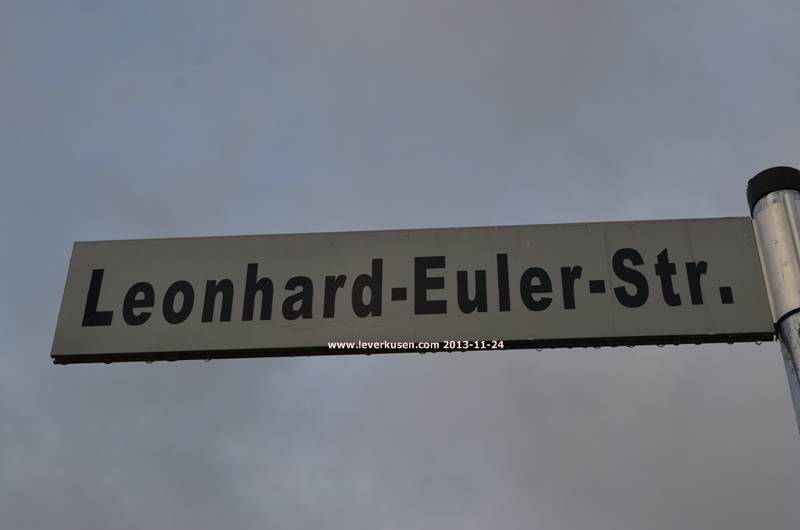 Leonhard-Euler-Str.
www.leverkusen.com 2013-11-24